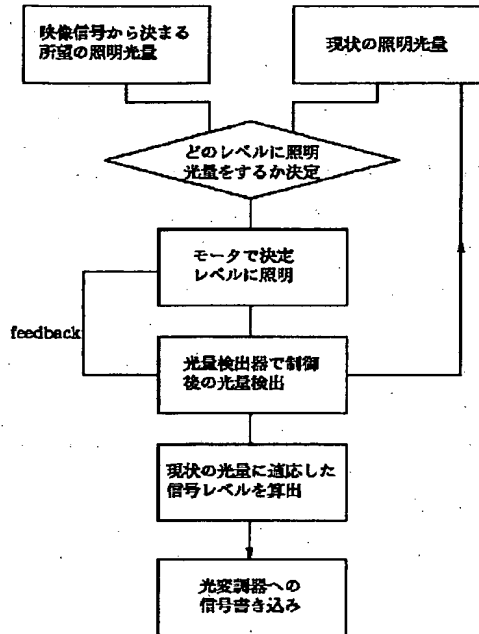 映像信号から決まる
所望の照明光量
現状の照明光量
どのレベルに照明
光量をするか決定
モータで決定
レベルに照明
feedback
光量検出器で制御
後の光量検出
現状の光量に適応した
信号レベルを算出
光変調器への
信号書き込み